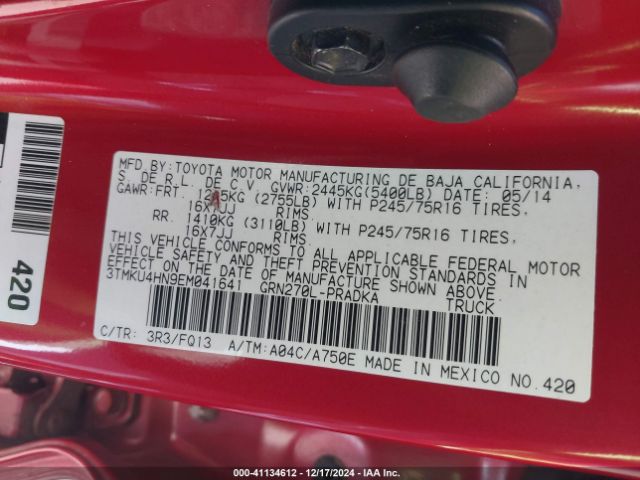 MFD.BY:TOYOTA MOTOR MANUFACTURING DE BAJA CALIFORNIA,
S. DE R.L. DE C.V. GVWR:2445KG(5400LB) DATE: 05/14
GAWR:FRT. 1245KG (2755LB) WITH P245/75R16 TIRES,
16X7JJ RIMS.
RR. 1410KG (3110LB) WITH P245/75R16 TIRES,
16X7JJ RIMS.
THIS VEHICLE CONFORMS TO ALL APPLICABLE FEDERAL MOTOR
VEHICLE SAFETY AND THEFT PREVENTION STANDARDS IN
EFFECT ON THE DATE OF MANUFACTURE SHOWN ABOVE.
3TMKU4HN9EM041641 GRN270L-PRADKA TRUCK
C/TR: 3R3/FQ13 A/TM:A04C/A750E MADE IN MEXICO NO.420
420
000-41134612 - 12/17/2024 - IAA Inc.